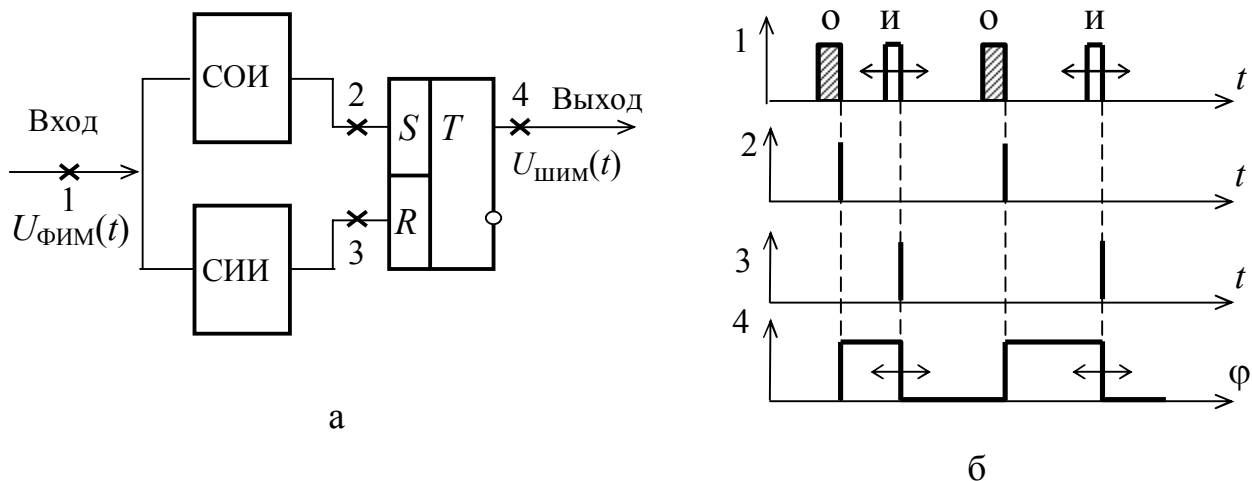 СОИ
2
4
Вход
S
T
Выход
1
U_ШИМ(t)
U_ФИМ(t)
СИИ
R
3
а
о и о и
1
t
2
3
t
4
φ
б